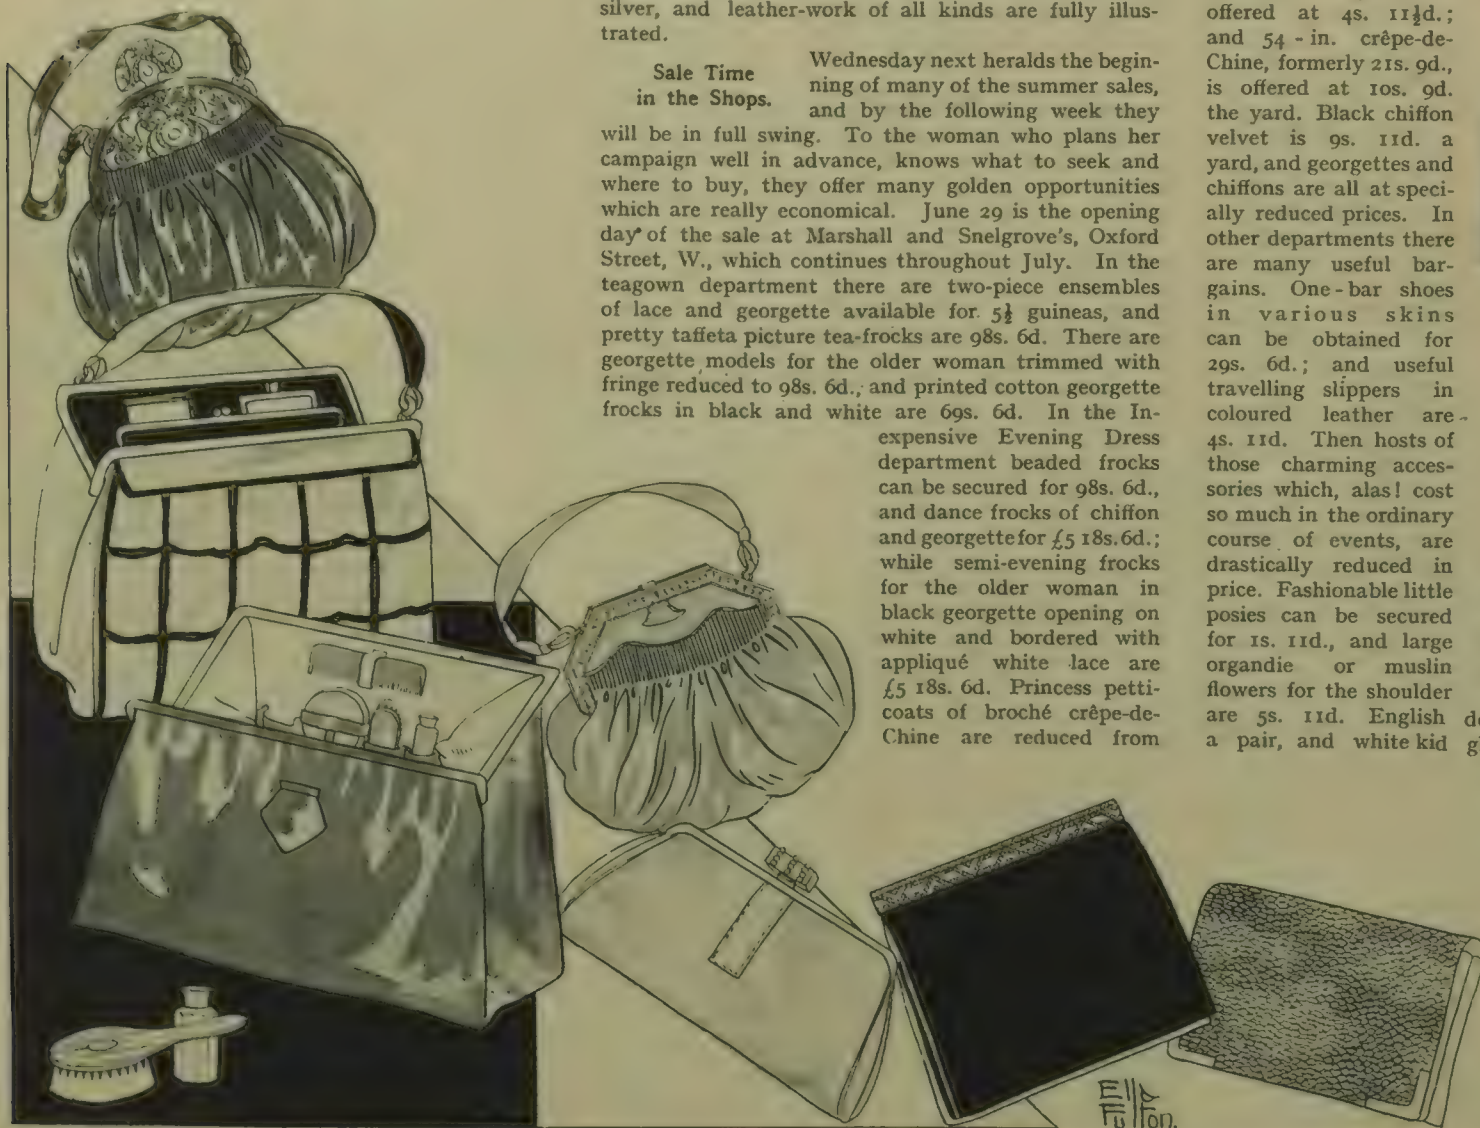 silver, and leather-work of all kinds are fully illus-
trated.
Sale Time
in the Shops.
Wednesday next heralds the begin-
ning of many of the summer sales,
and by the following week they
will be in full swing. To the woman who plans her
campaign well in advance, knows what to seek and
where to buy, they offer many golden opportunities
which are really economical. June 29 is the opening
day of the sale at Marshall and Snelgrove's, Oxford
Street, W., which continues throughout July. In the
teagown department there are two-piece ensembles
of lace and georgette available for 5½ guineas, and
pretty taffeta picture tea-frocks are 98s. 6d. There are
georgette models for the older woman trimmed with
fringe reduced to 98s. 6d., and printed cotton georgette
frocks in black and white are 69s. 6d. In the In-
expensive Evening Dress
department beaded frocks
can be secured for 98s. 6d.,
and dance frocks of chiffon
and georgette for £5 18s. 6d.;
while semi-evening frocks
for the older woman in
black georgette opening on
white and bordered with
appliqué white lace are
£5 18s. 6d. Princess petti-
coats of broché crêpe-de-
Chine are reduced from
offered at 4s. 11½d.;
and 54-in. crêpe-de-
Chine, formerly 21s. 9d.,
is offered at 10s. 9d.
the yard. Black chiffon
velvet is 9s. 11d. a
yard, and georgettes and
chiffons are all at speci-
ally reduced prices. In
other departments there
are many useful bar-
gains. One-bar shoes
in various skins
can be obtained for
29s. 6d.; and useful
travelling slippers in
coloured leather are
4s. 11d. Then hosts of
those charming acces-
sories which, alas! cost
so much in the ordinary
course of events, are
drastically reduced in
price. Fashionable little
posies can be secured
for 1s. 11d., and large
organdie or muslin
flowers for the shoulder
are 5s. 11d. English
a pair, and white kid